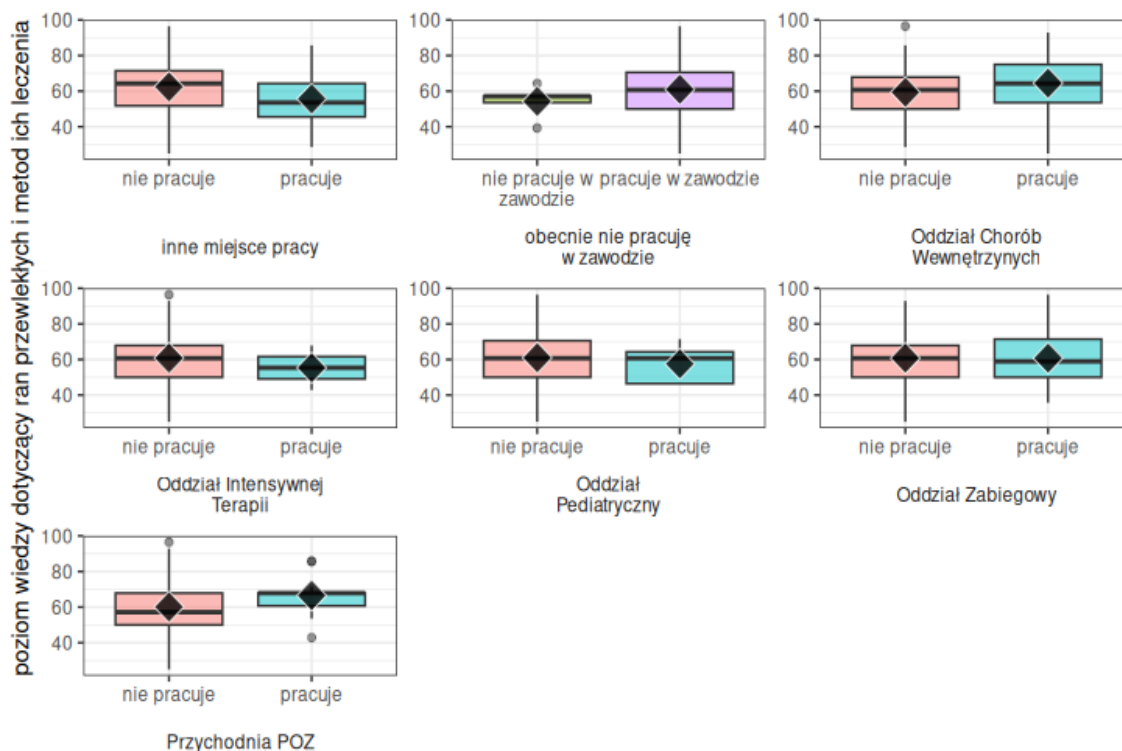 poziom wiedzy dotyczący ran przewlekłych i metod ich leczenia
100
80
60
40
nie pracuje
pracuje
inne miejsce pracy
100
80
60
40
nie pracuje w
zawodzie
pracuje w zawodzie
obecnie nie pracuję
w zawodzie
100
80
60
40
nie pracuje
pracuje
Oddział Chorób
Wewnętrzynych
100
80
60
40
nie pracuje
pracuje
Oddział Intensywnej
Terapii
100
80
60
40
nie pracuje
pracuje
Oddział
Pediatryczny
100
80
60
40
nie pracuje
pracuje
Oddział Zabiegowy
100
80
60
40
nie pracuje
pracuje
Przychodnia POZ